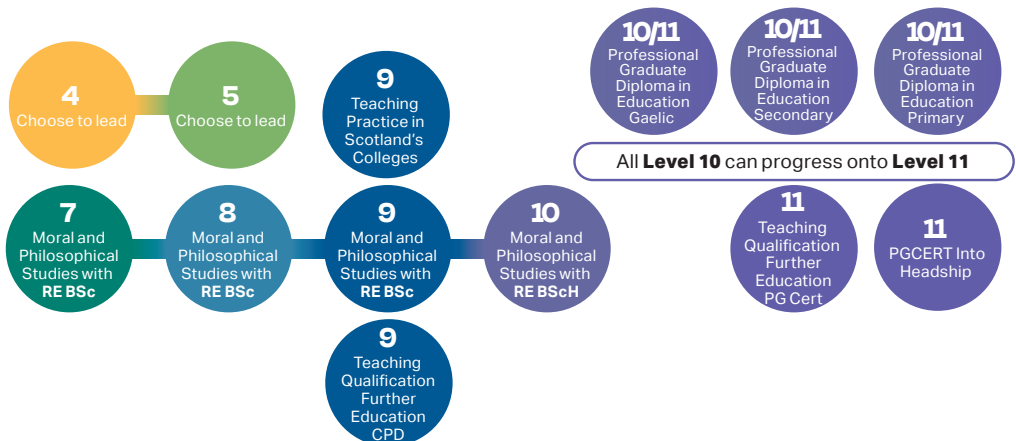 4
Choose to lead
5
Choose to lead
9
Teaching
Practice in
Scotland's
Colleges
10/11
Professional
Graduate
Diploma in
Education
Gaelic
10/11
Professional
Graduate
Diploma in
Education
Secondary
10/11
Professional
Graduate
Diploma in
Education
Primary
All Level 10 can progress onto Level 11
7
Moral and
Philosophical
Studies with
RE BSc
8
Moral and
Philosophical
Studies with
RE BSc
9
Moral and
Philosophical
Studies with
RE BSc
10
Moral and
Philosophical
Studies with
RE BScH
11
Teaching
Qualification
Further
Education
PG Cert
11
PGCERT Into
Headship
9
Teaching
Qualification
Further
Education
CPD